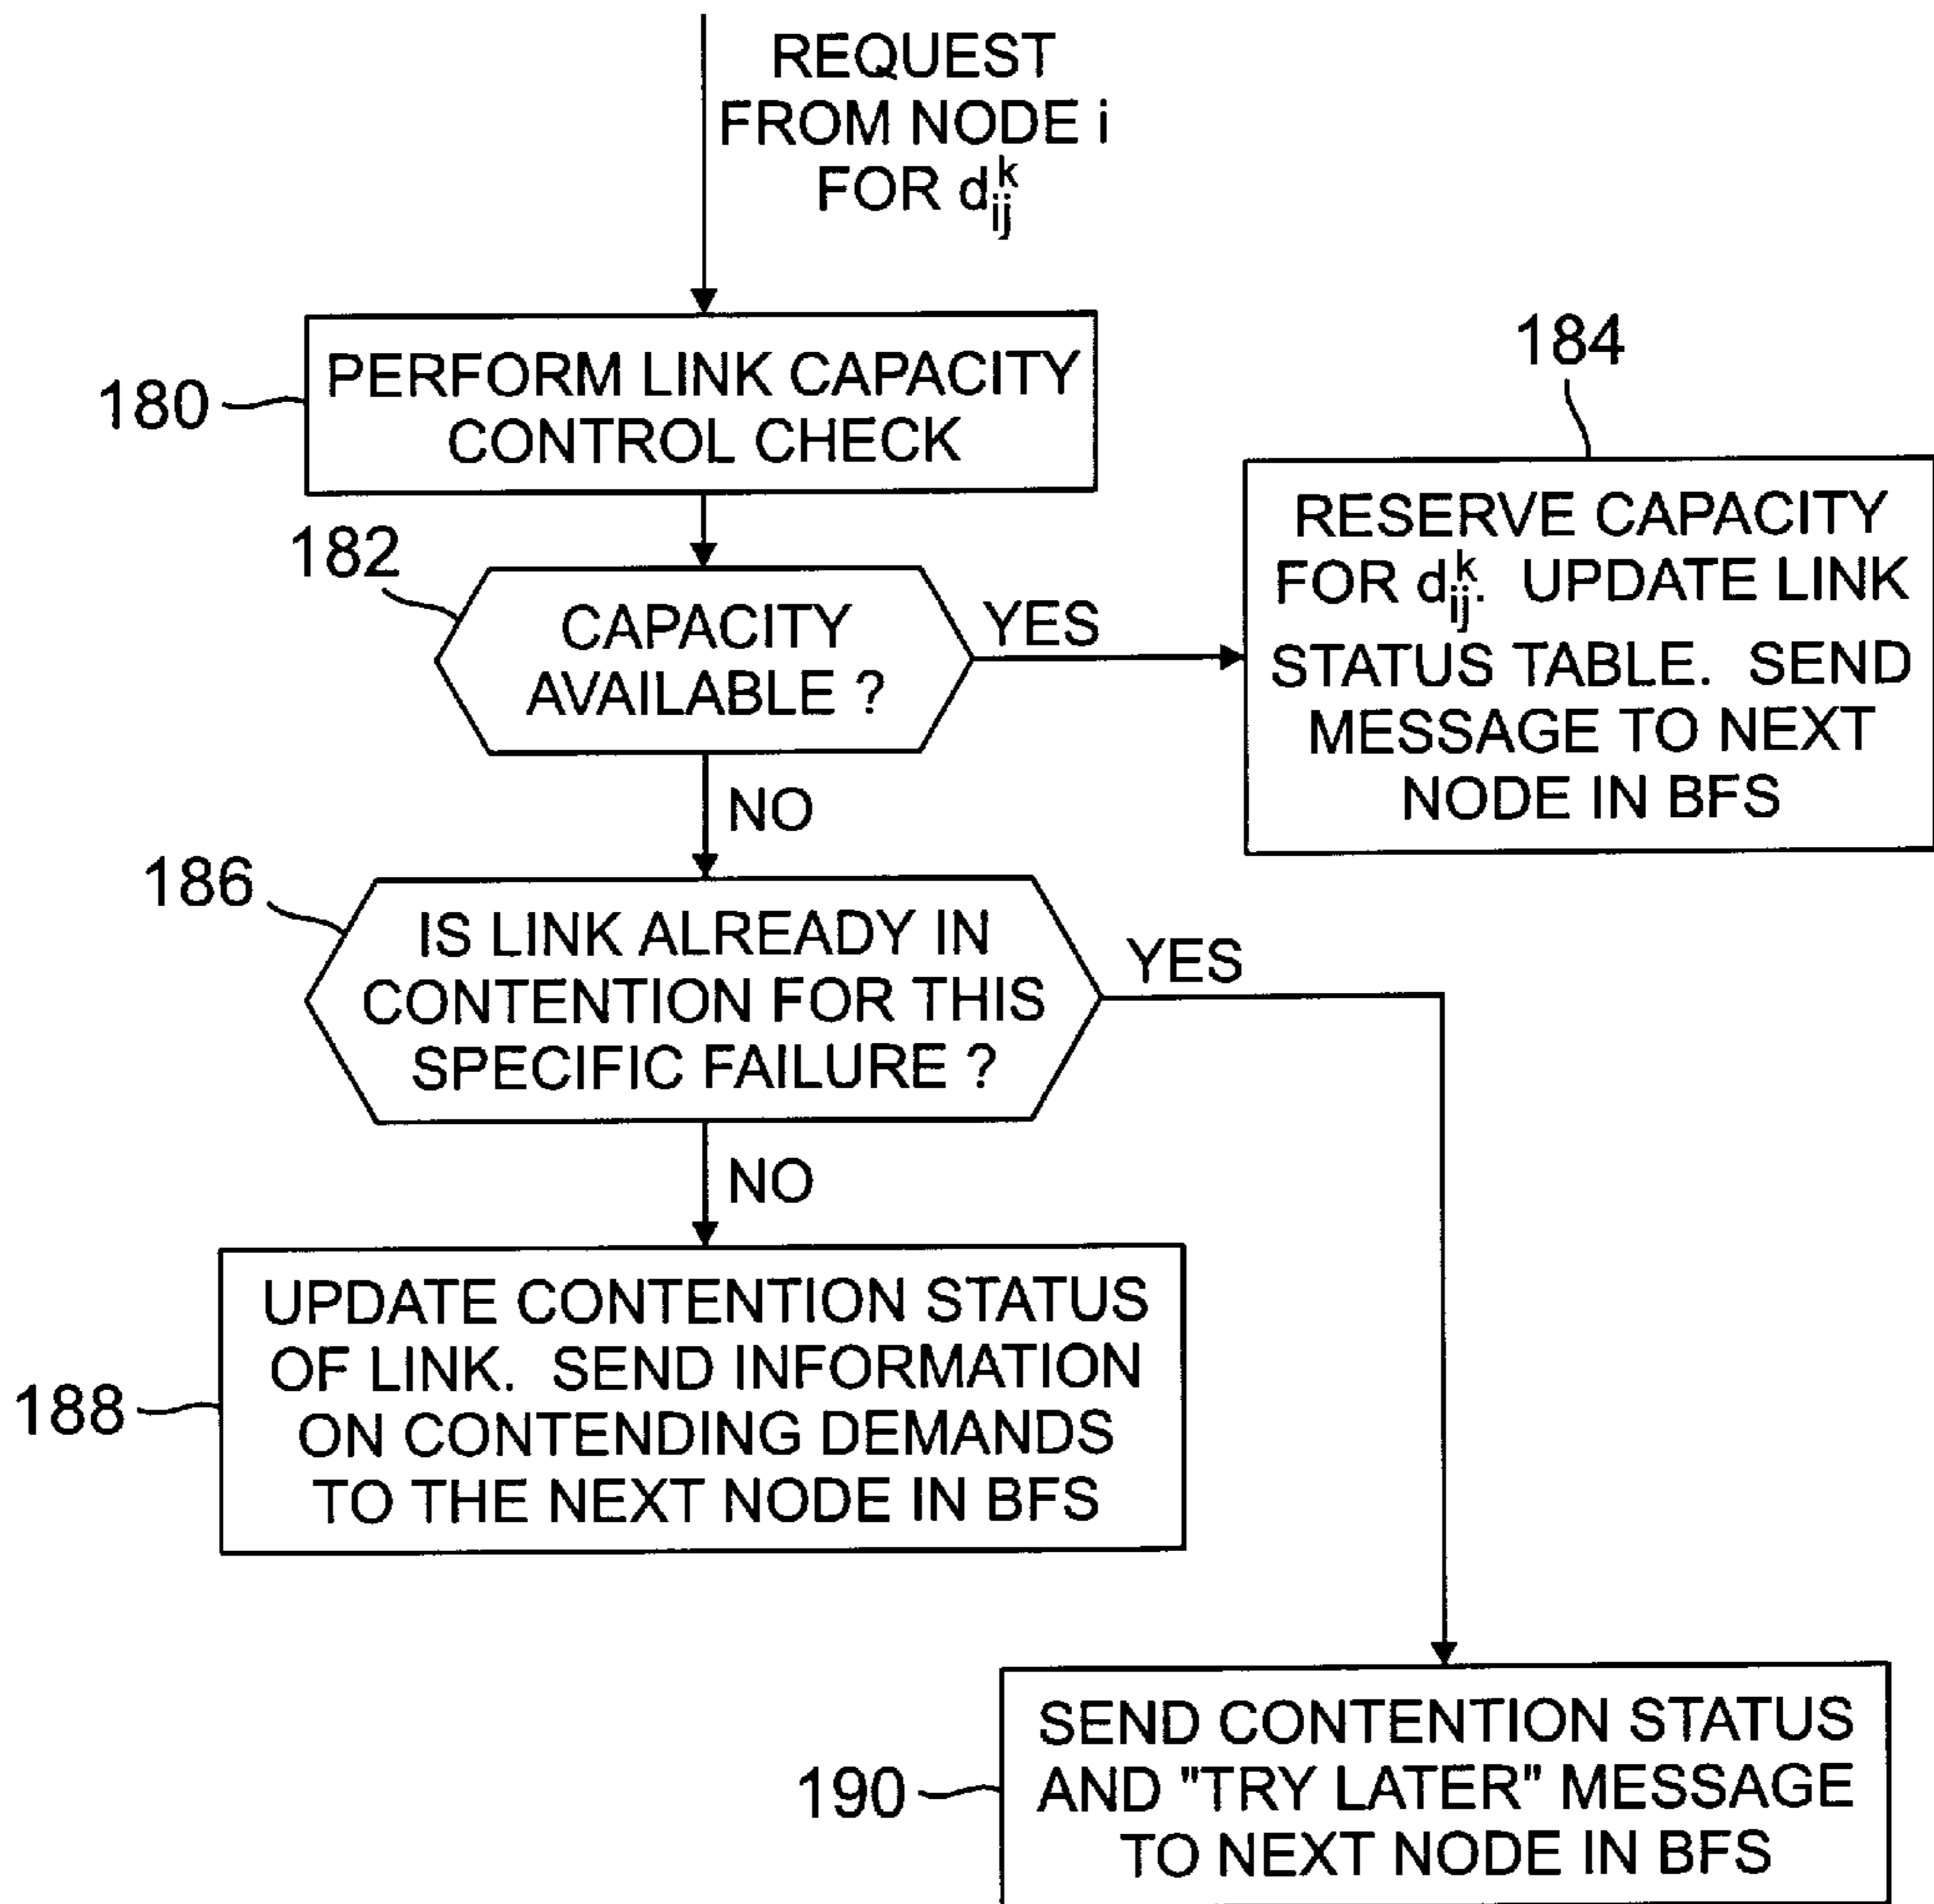 REQUEST
FROM NODE i
FOR d_ij^k
180
PERFORM LINK CAPACITY
CONTROL CHECK
182
CAPACITY
AVAILABLE ?
YES
184
RESERVE CAPACITY
FOR d_ij^k. UPDATE LINK
STATUS TABLE. SEND
MESSAGE TO NEXT
NODE IN BFS
NO
186
IS LINK ALREADY IN
CONTENTION FOR THIS
SPECIFIC FAILURE ?
YES
NO
188
UPDATE CONTENTION STATUS
OF LINK. SEND INFORMATION
ON CONTENDING DEMANDS
TO THE NEXT NODE IN BFS
190
SEND CONTENTION STATUS
AND "TRY LATER" MESSAGE
TO NEXT NODE IN BFS